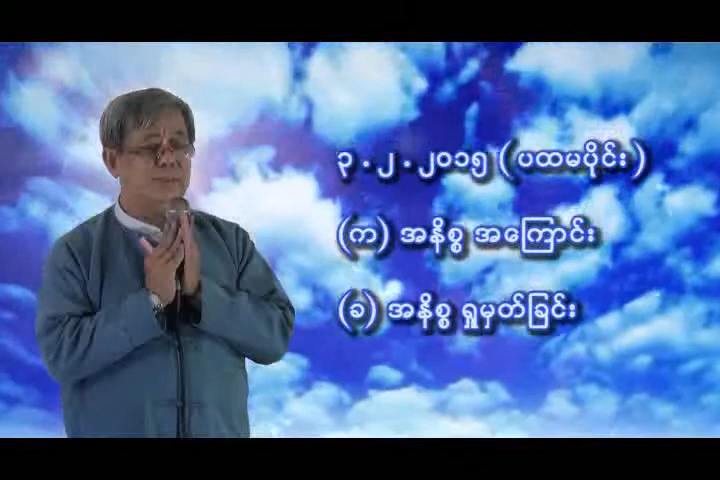 ၃ . ၂ . ၂၀၁၅ ( ပထမပိုင်း )
(က) အနိစ္စ အကြောင်း
(ခ) အနိစ္စ ရှုမှတ်ခြင်း